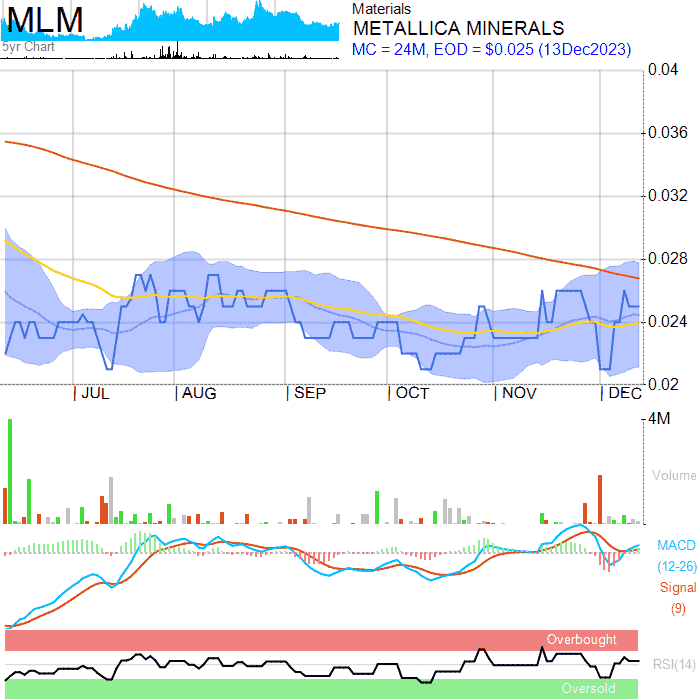 MLM
5yr Chart
Materials
METALLICA MINERALS
MC = 24M, EOD = $0.025 (13Dec2023)
0.04
0.036
0.032
0.028
0.024
0.02
JUL
AUG
SEP
OCT
NOV
DEC
4M
Volume
MACD
(12-26)
Signal
(9)
Overbought
RSI(14)
Oversold